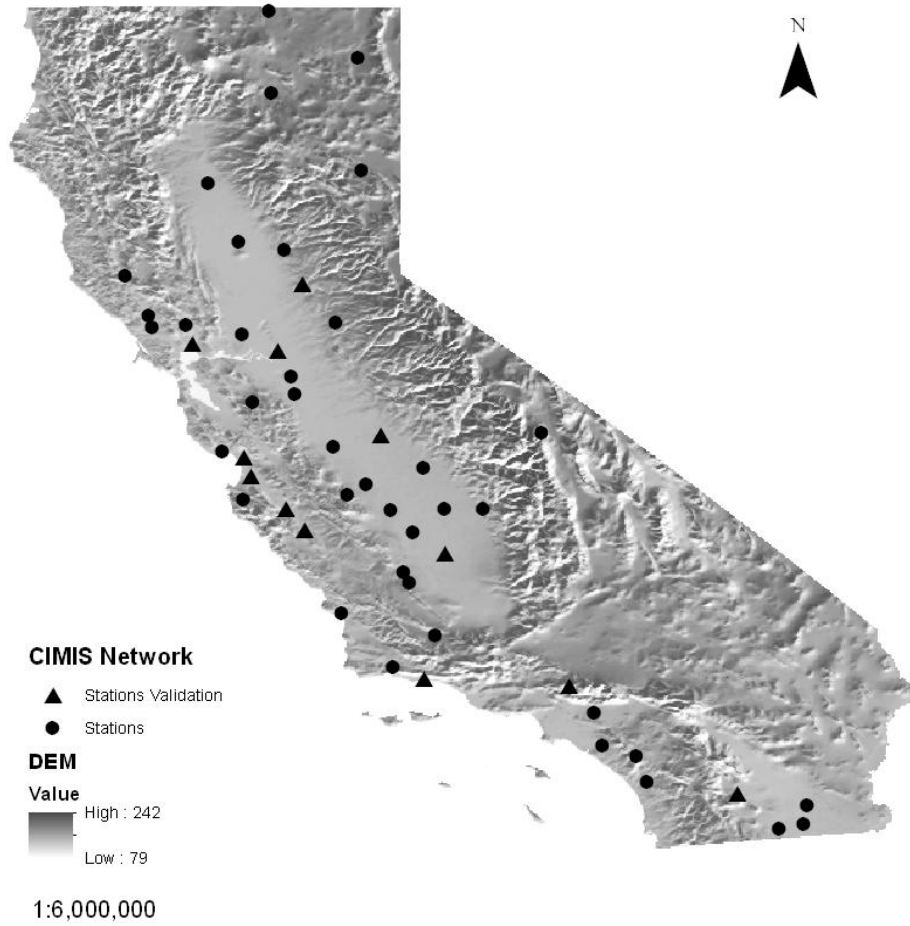 N
CIMIS Network
Stations Validation
Stations
DEM
Value
High : 242
Low : 79
1:6,000,000